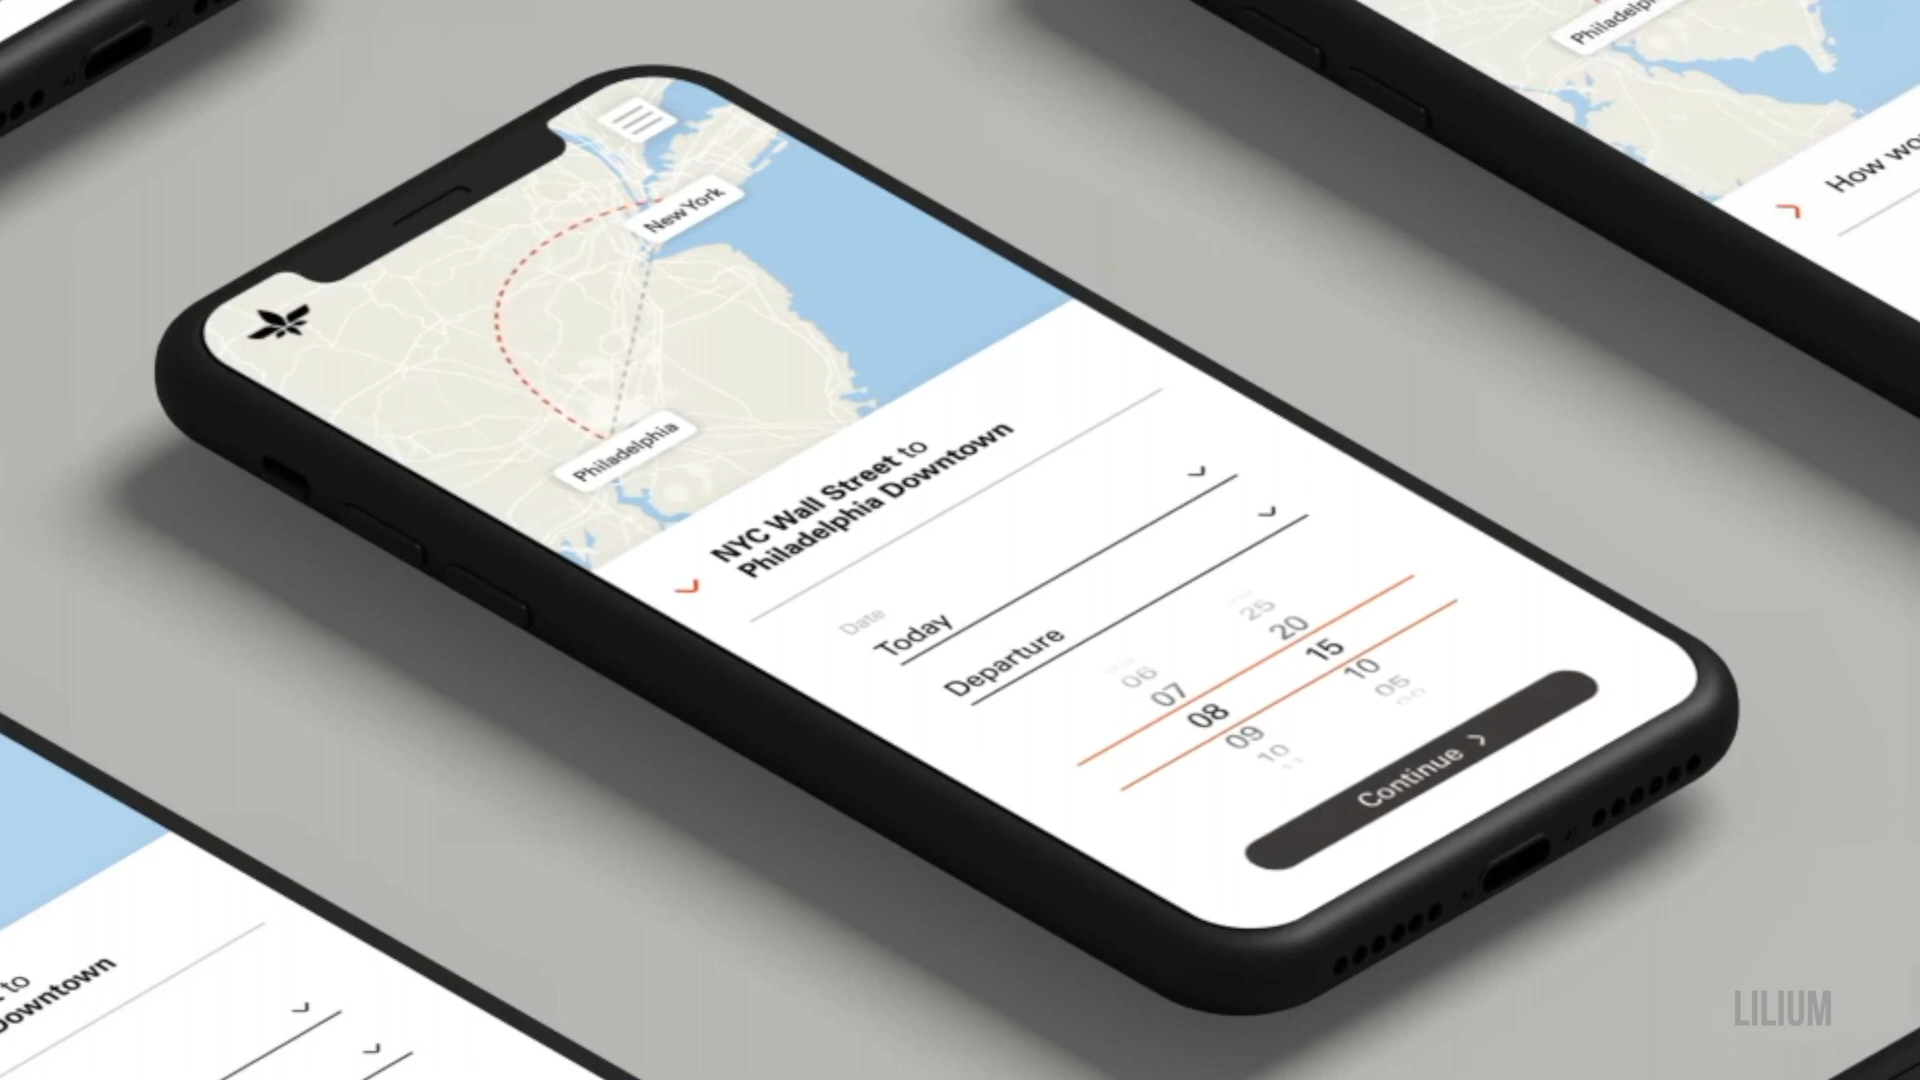 Philadelph
How wo
New York
Philadelphia
NYC Wall Street to
Philadelphia Downtown
Date
Today
Departure
06 25
07 20
08 15
09 10
10 05
Continue
to
Downtown
LILIUM